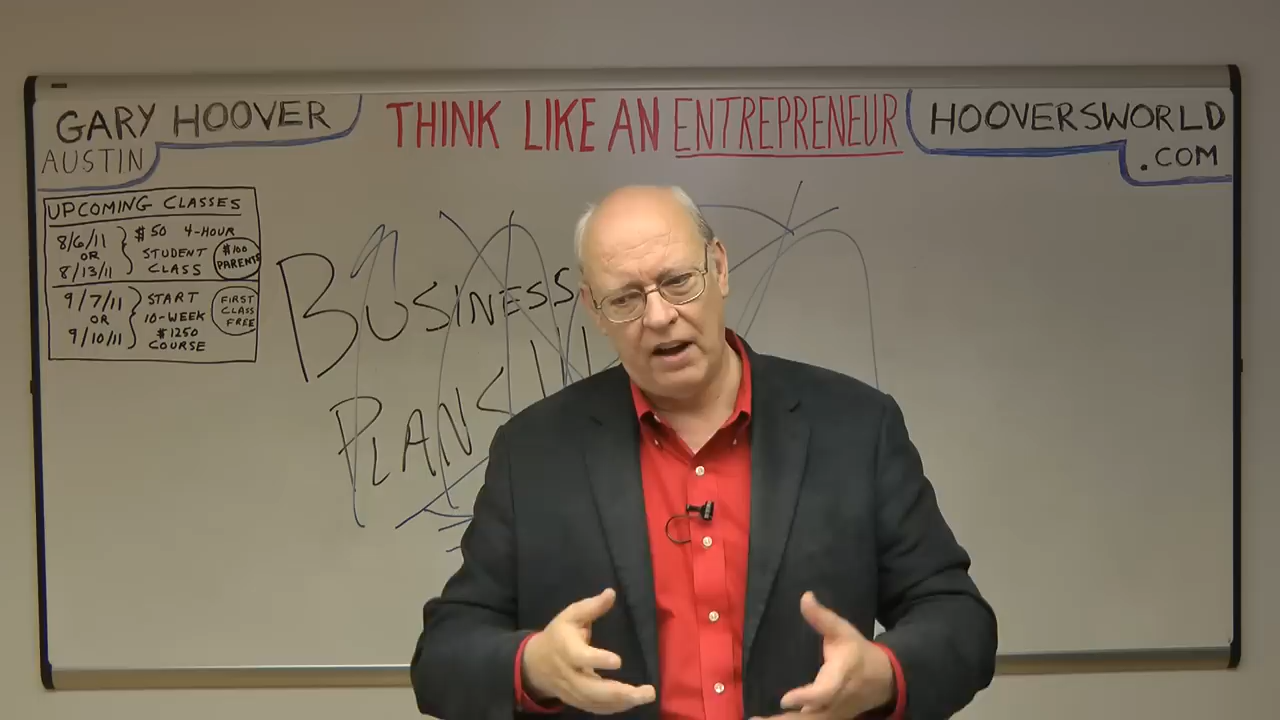 GARY HOOVER
AUSTIN
THINK LIKE AN ENTREPRENEUR
HOOVERSWORLD
.COM
UPCOMING CLASSES
8/6/11
OR
8/13/11
$50 4-HOUR
STUDENT
CLASS
$100
PARENTS
9/7/11
OR
9/10/11
START
10-WEEK
$1250
COURSE
FIRST
CLASS
FREE
BUSINESS
PLANS